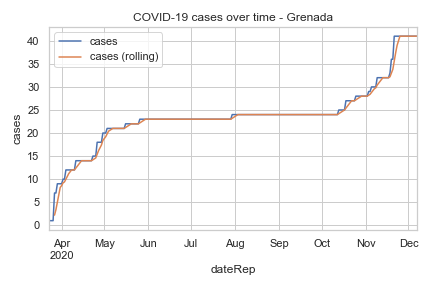 COVID-19 cases over time - Grenada
cases
cases (rolling)
cases
40
35
30
25
20
15
10
5
0
Apr May Jun Jul Aug Sep Oct Nov Dec
2020
dateRep